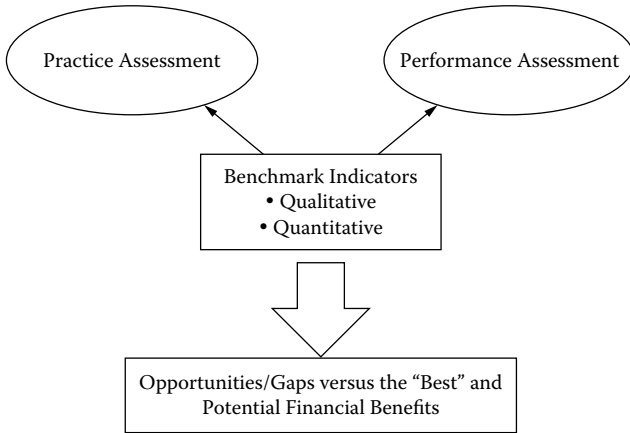 Practice Assessment
Performance Assessment
Benchmark Indicators
• Qualitative
• Quantitative
Opportunities/Gaps versus the “Best” and
Potential Financial Benefits